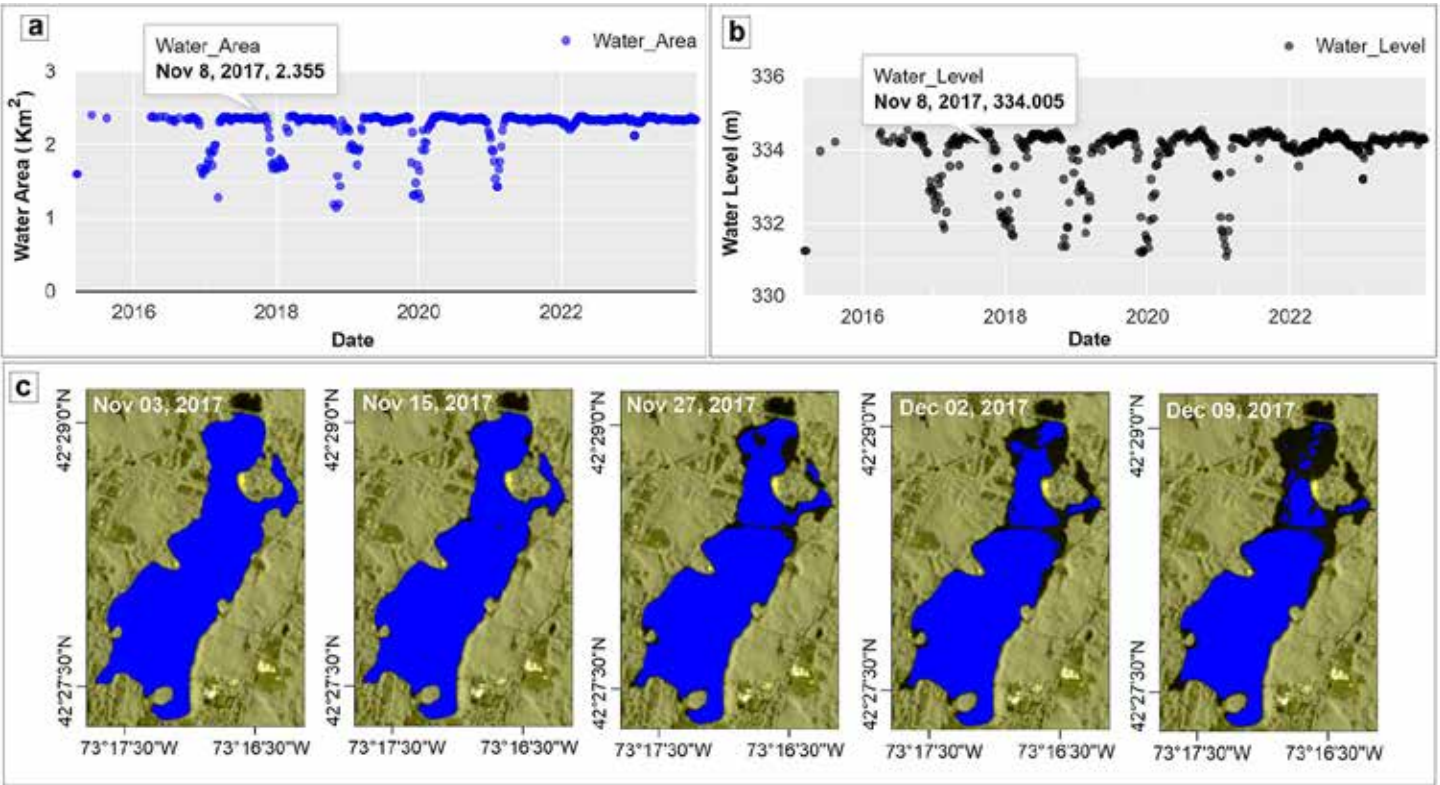 a
Water_Area
Nov 8, 2017, 2.355
Water_Area
Water Area ( Km²)
3
2
1
0
2016
2018
2020
2022
Date
b
Water_Level
Nov 8, 2017, 334.005
Water_Level
Water Level (m)
336
334
332
330
2016
2018
2020
2022
Date
c
Nov 03, 2017
Nov 15, 2017
Nov 27, 2017
Dec 02, 2017
Dec 09, 2017
42°29'0"N
42°27'30"N
42°29'0"N
42°27'30"N
42°29'0"N
42°27'30"N
42°29'0"N
42°27'30"N
42°29'0"N
42°27'30"N
73°17'30"W 73°16'30"W
73°17'30"W 73°16'30"W
73°17'30"W 73°16'30"W
73°17'30"W 73°16'30"W
73°17'30"W 73°16'30"W